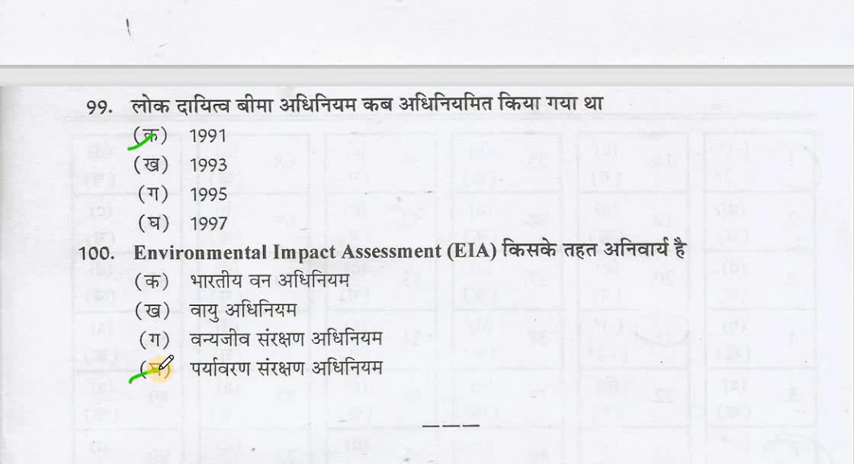 99. लोक दायित्व बीमा अधिनियम कब अधिनियमित किया गया था
(क) 1991
(ख) 1993
(ग) 1995
(घ) 1997
100. Environmental Impact Assessment (EIA) किसके तहत अनिवार्य है
(क) भारतीय वन अधिनियम
(ख) वायु अधिनियम
(ग) वन्यजीव संरक्षण अधिनियम
(घ) पर्यावरण संरक्षण अधिनियम